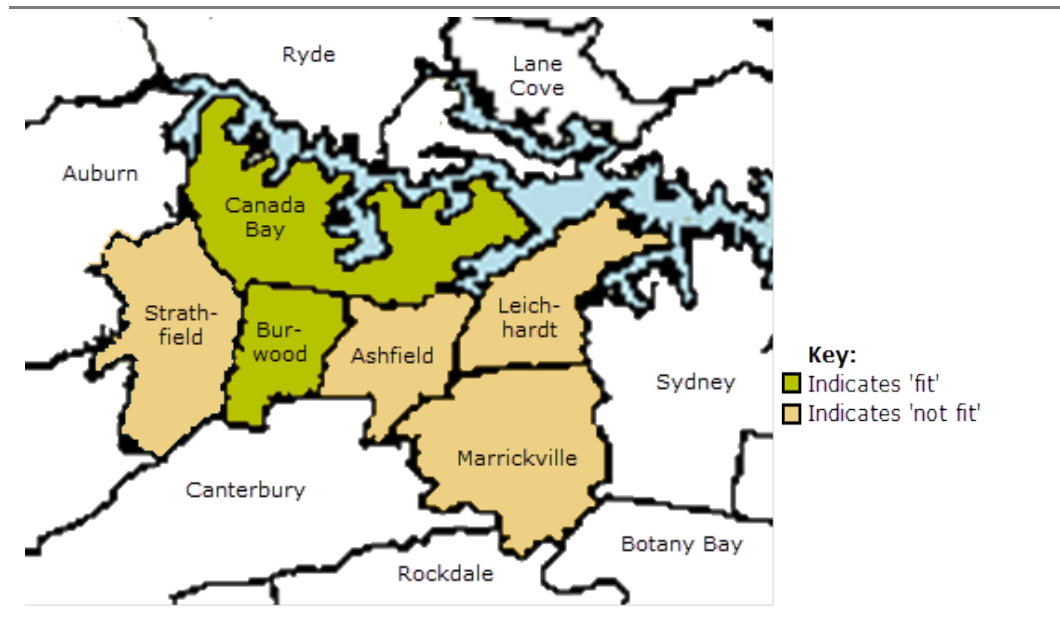 Ryde
Lane
Cove
Auburn
Canada
Bay
Strath-
field
Bur-
wood
Ashfield
Leich-
hardt
Sydney
Marrickville
Canterbury
Botany Bay
Rockdale
Key:
Indicates 'fit'
Indicates 'not fit'